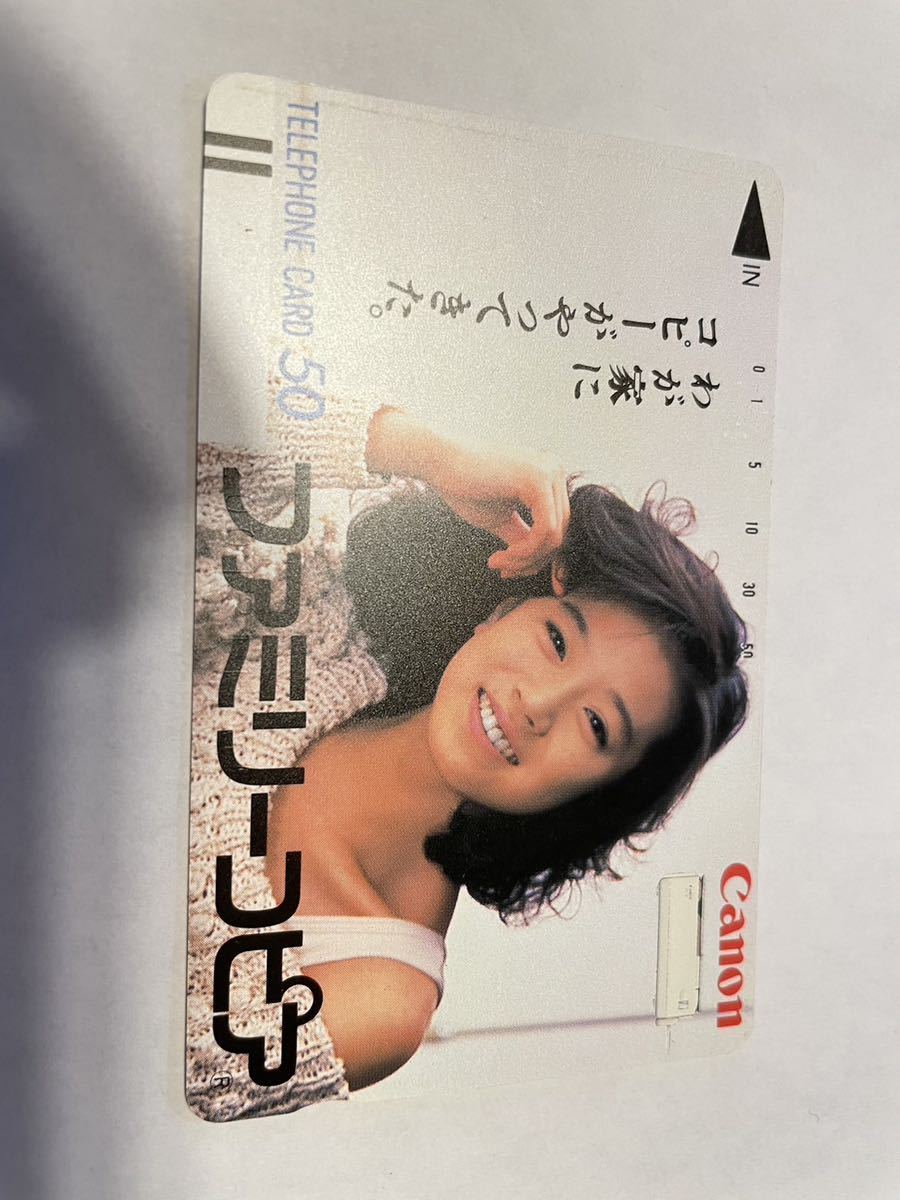 IN
0 1 5 10 30 50
Canon
わが家に
コピーがやって
きた。
TELEPHONE CARD 50
ファミリーコピア®